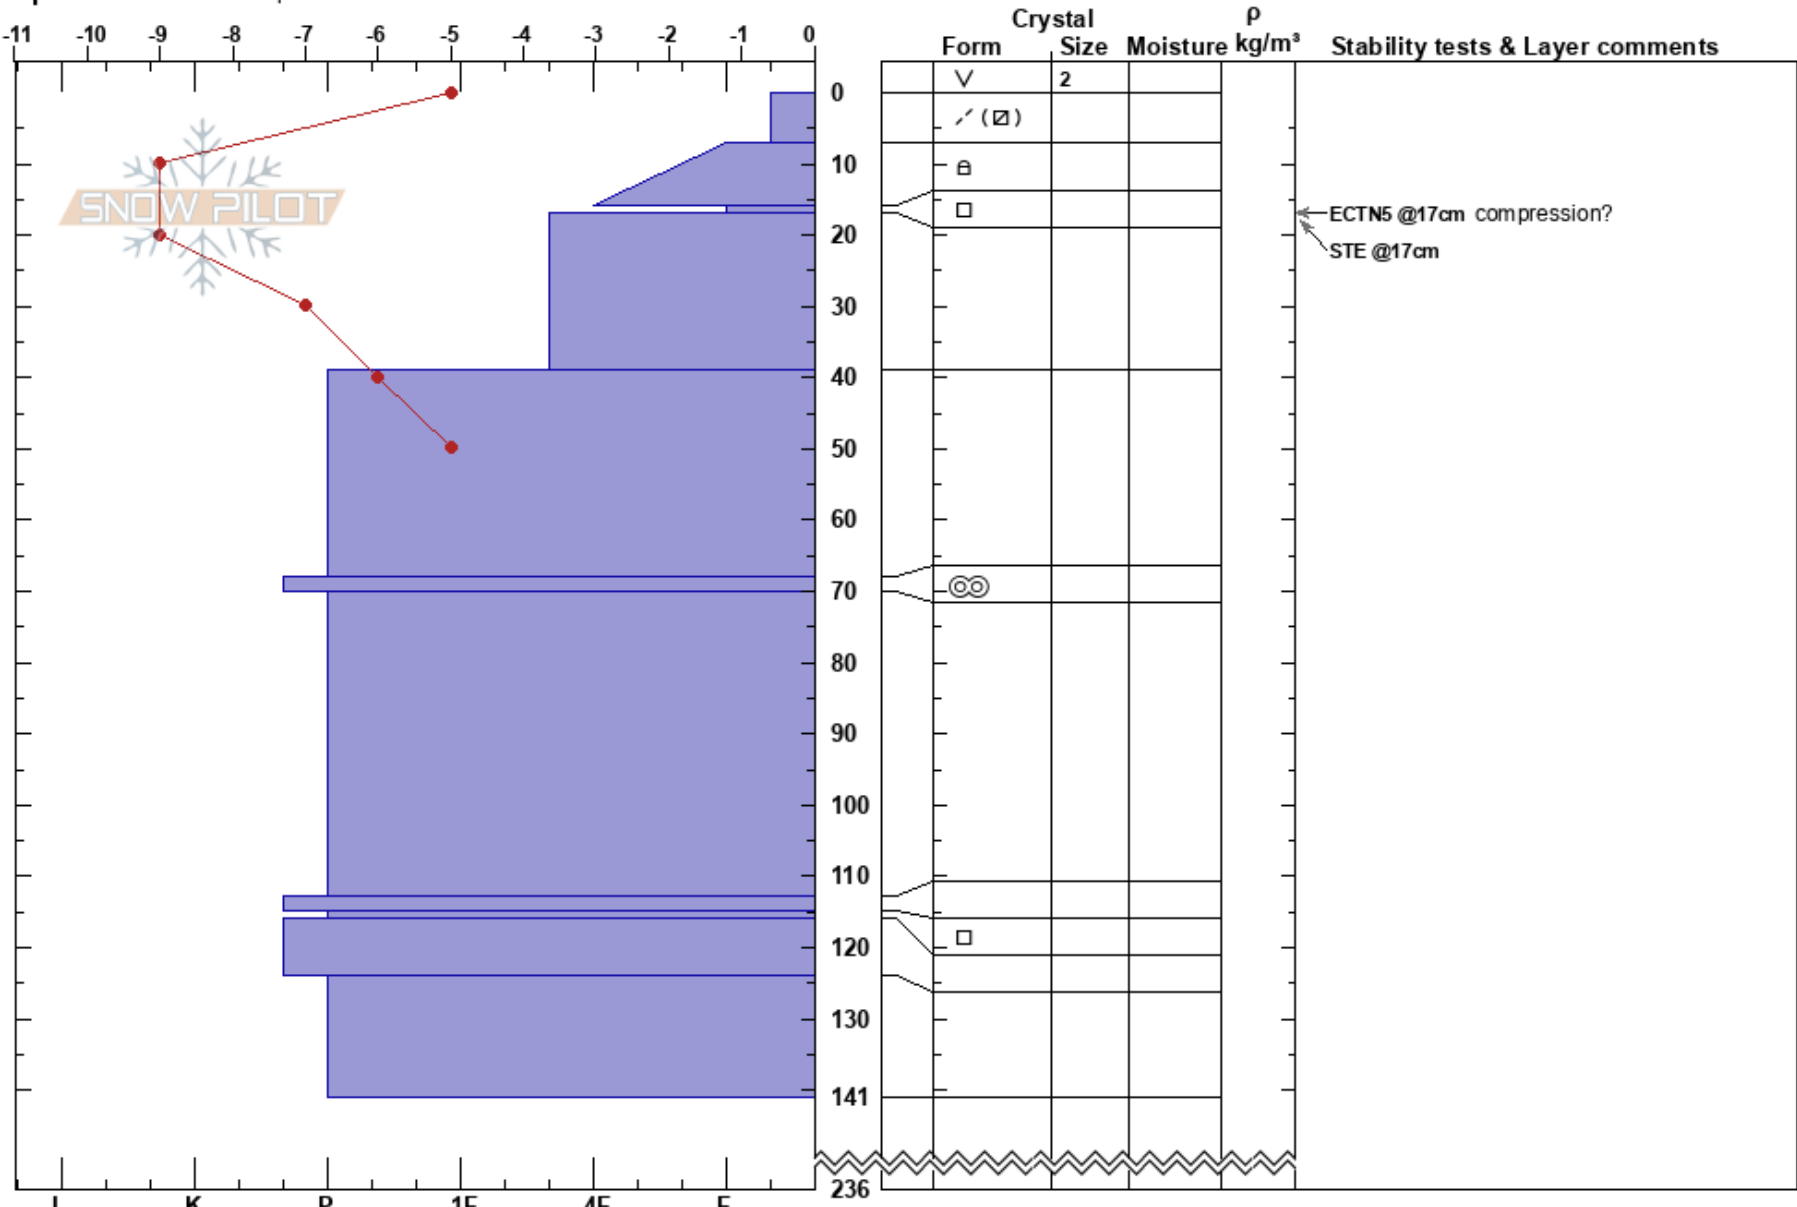 Crystal ρ
-11 -10 -9 -8 -7 -6 -5 -4 -3 -2 -1 0 Form Size Moisture kg/m³ Stability tests & Layer comments
2
0
10
SNOW PILOT
ECTN5 @17cm compression?
20
STE @17cm
30
40
50
60
70
80
90
100
110
120
130
141
236
I K P 1F 4F F